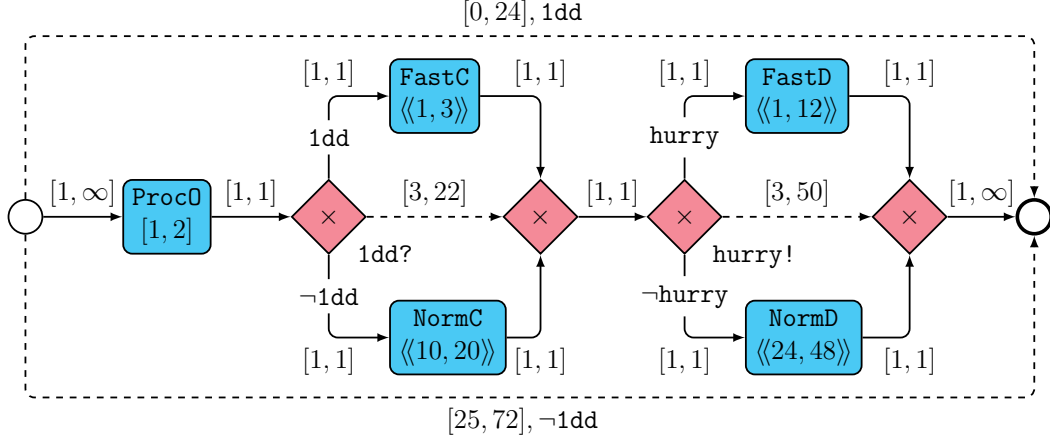 [0, 24], 1dd
[1, 1] FastC ⟪1, 3⟫ [1, 1] [1, 1] FastD ⟪1, 12⟫ [1, 1]
1dd hurry
[1, ∞] ProcO [1, 2] [1, 1] × [3, 22] × [1, 1] × [3, 50] × [1, ∞]
1dd? hurry!
¬1dd ¬hurry
[1, 1] NormC ⟪10, 20⟫ [1, 1] [1, 1] NormD ⟪24, 48⟫ [1, 1]
[25, 72], ¬1dd